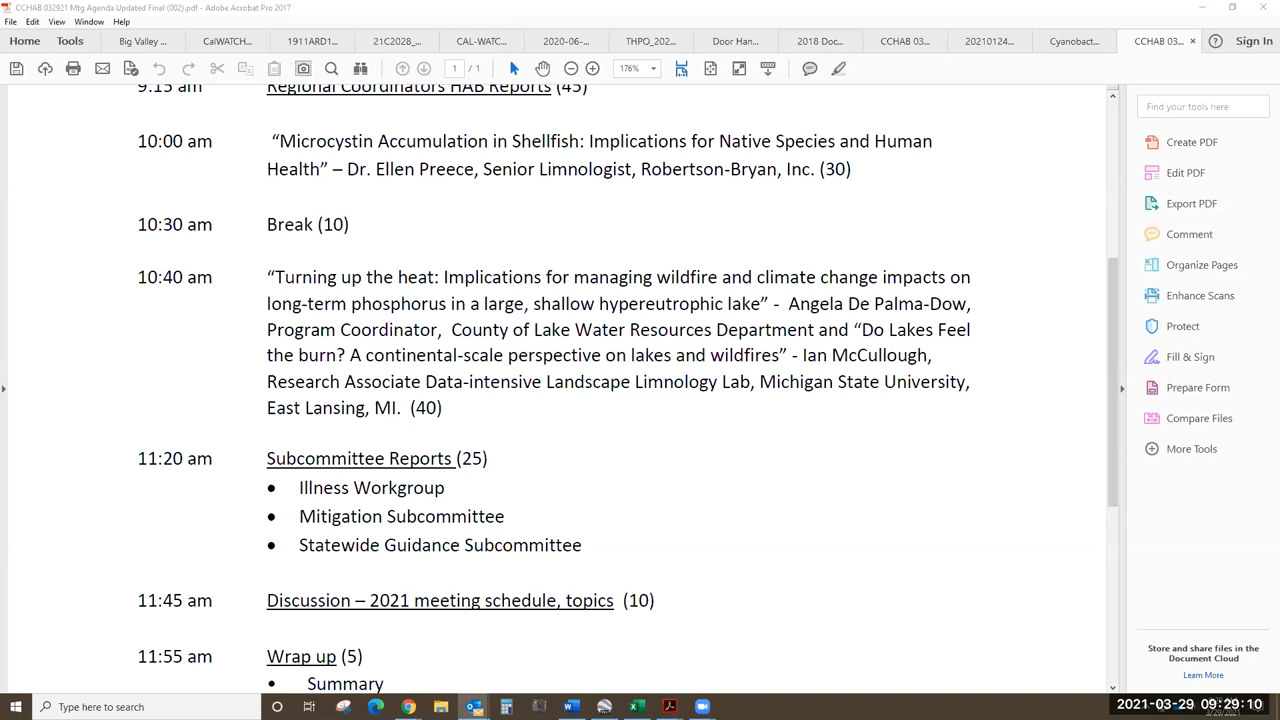 CCHAB 032921 Mtg Agenda Updated Final (002).pdf - Adobe Acrobat Pro 2017
File Edit View Window Help
Home Tools Big Valley ... CalWATCH... 1911ARD1... 21C2028_... CAL-WATC... 2020-06-... THPO_202... Door Han... 2018 Doc... CCHAB 03... 20210124... Cyanobact... CCHAB 03... Sign In
1 / 1 176%
9:15 am Regional Coordinators HAB Reports (45)
10:00 am “Microcystin Accumulation in Shellfish: Implications for Native Species and Human
Health” – Dr. Ellen Preece, Senior Limnologist, Robertson-Bryan, Inc. (30)
10:30 am Break (10)
10:40 am “Turning up the heat: Implications for managing wildfire and climate change impacts on
long-term phosphorus in a large, shallow hypereutrophic lake” - Angela De Palma-Dow,
Program Coordinator, County of Lake Water Resources Department and “Do Lakes Feel
the burn? A continental-scale perspective on lakes and wildfires” - Ian McCullough,
Research Associate Data-intensive Landscape Limnology Lab, Michigan State University,
East Lansing, MI. (40)
11:20 am Subcommittee Reports (25)
• Illness Workgroup
• Mitigation Subcommittee
• Statewide Guidance Subcommittee
11:45 am Discussion – 2021 meeting schedule, topics (10)
11:55 am Wrap up (5)
• Summary
Find your tools here
Create PDF
Edit PDF
Export PDF
Comment
Organize Pages
Enhance Scans
Protect
Fill & Sign
Prepare Form
Compare Files
More Tools
Store and share files in the
Document Cloud
Learn More
Type here to search
2021-03-29 09:29:10